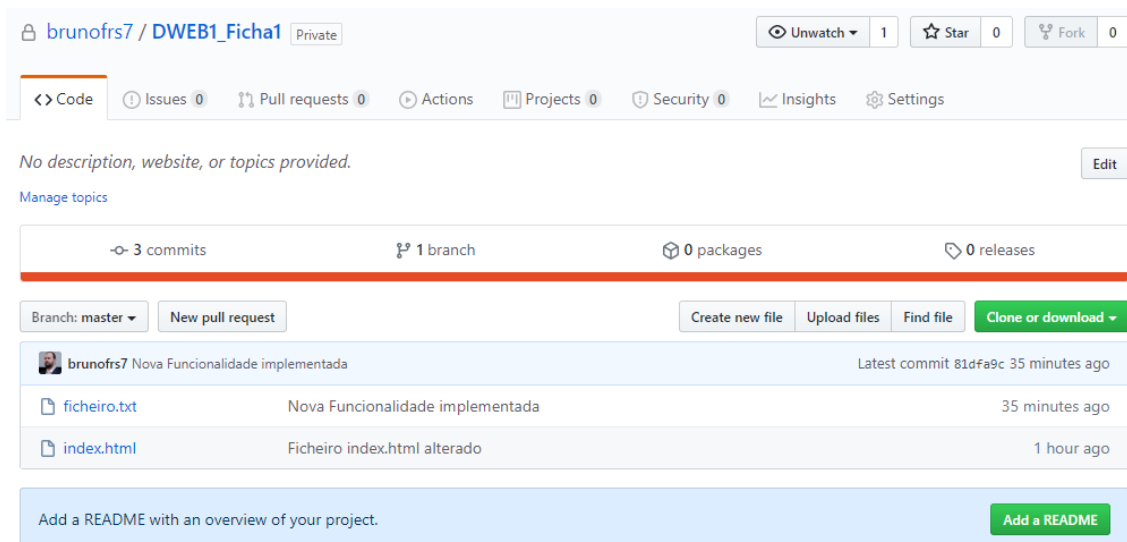 brunofrs7 / DWEB1_Ficha1 Private Unwatch 1 Star 0 Fork 0
Code Issues 0 Pull requests 0 Actions Projects 0 Security 0 Insights Settings
No description, website, or topics provided. Edit
Manage topics
3 commits 1 branch 0 packages 0 releases
Branch: master New pull request Create new file Upload files Find file Clone or download
brunofrs7 Nova Funcionalidade implementada Latest commit 81dfa9c 35 minutes ago
ficheiro.txt Nova Funcionalidade implementada 35 minutes ago
index.html Ficheiro index.html alterado 1 hour ago
Add a README with an overview of your project. Add a README